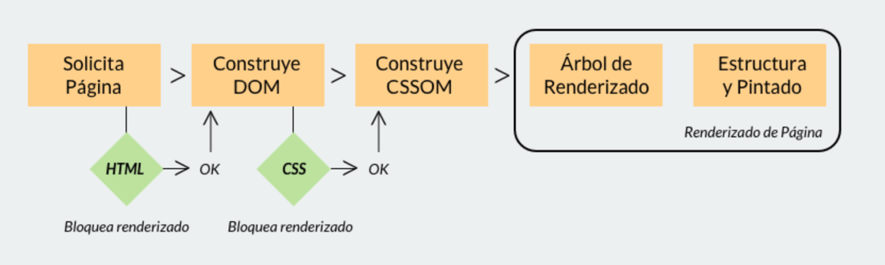 Solicita
Página
>
Construye
DOM
>
Construye
CSSOM
>
Árbol de
Renderizado
Estructura
y Pintado
Renderizado de Página
HTML
OK
CSS
OK
Bloquea renderizado
Bloquea renderizado